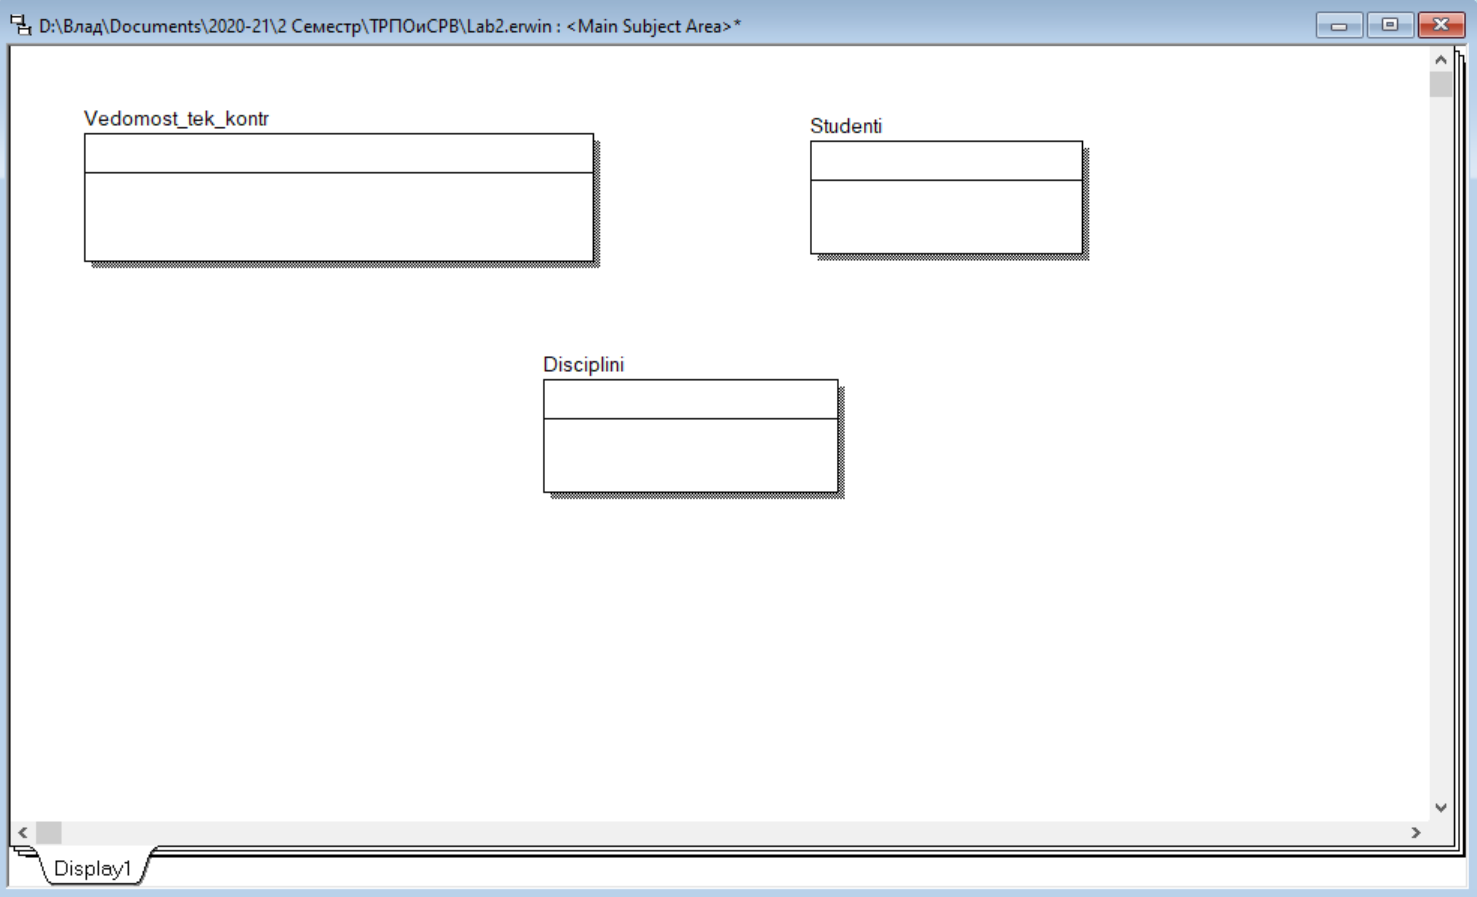 D:\Влад\Documents\2020-21\2 Семестр\ТРПОиСРВ\Lab2.erwin : <Main Subject Area>*
Vedomost_tek_kontr
Studenti
Disciplini
Display1